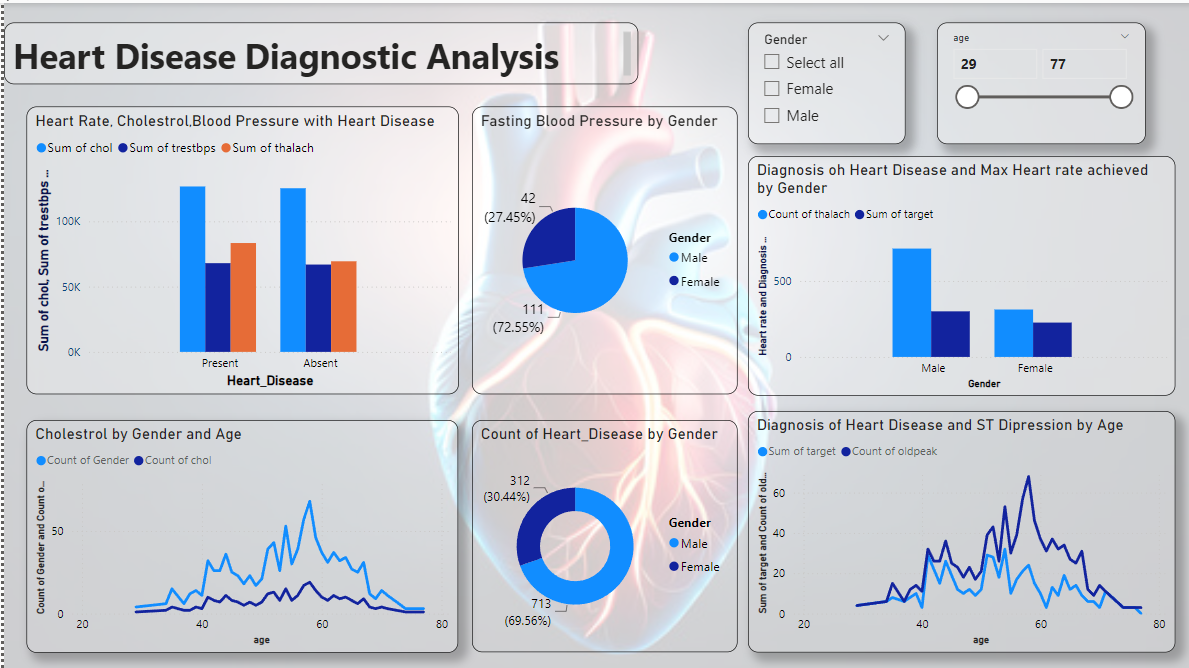 Heart Disease Diagnostic Analysis
Gender
Select all
Female
Male
age
29 77
Heart Rate, Cholestrol,Blood Pressure with Heart Disease
Sum of chol Sum of trestbps Sum of thalach
Sum of chol, Sum of trestbps ...
100K
50K
0K
Present Absent
Heart_Disease
Fasting Blood Pressure by Gender
42
(27.45%)
111
(72.55%)
Gender
Male
Female
Diagnosis oh Heart Disease and Max Heart rate achieved
by Gender
Count of thalach Sum of target
Heart rate and Diagnosis ...
500
0
Male Female
Gender
Cholestrol by Gender and Age
Count of Gender Count of chol
Count of Gender and Count o...
50
0
20 40 60 80
age
Count of Heart_Disease by Gender
312
(30.44%)
713
(69.56%)
Gender
Male
Female
Diagnosis of Heart Disease and ST Dipression by Age
Sum of target Count of oldpeak
Sum of target and Count of old...
60
40
20
0
20 40 60 80
age